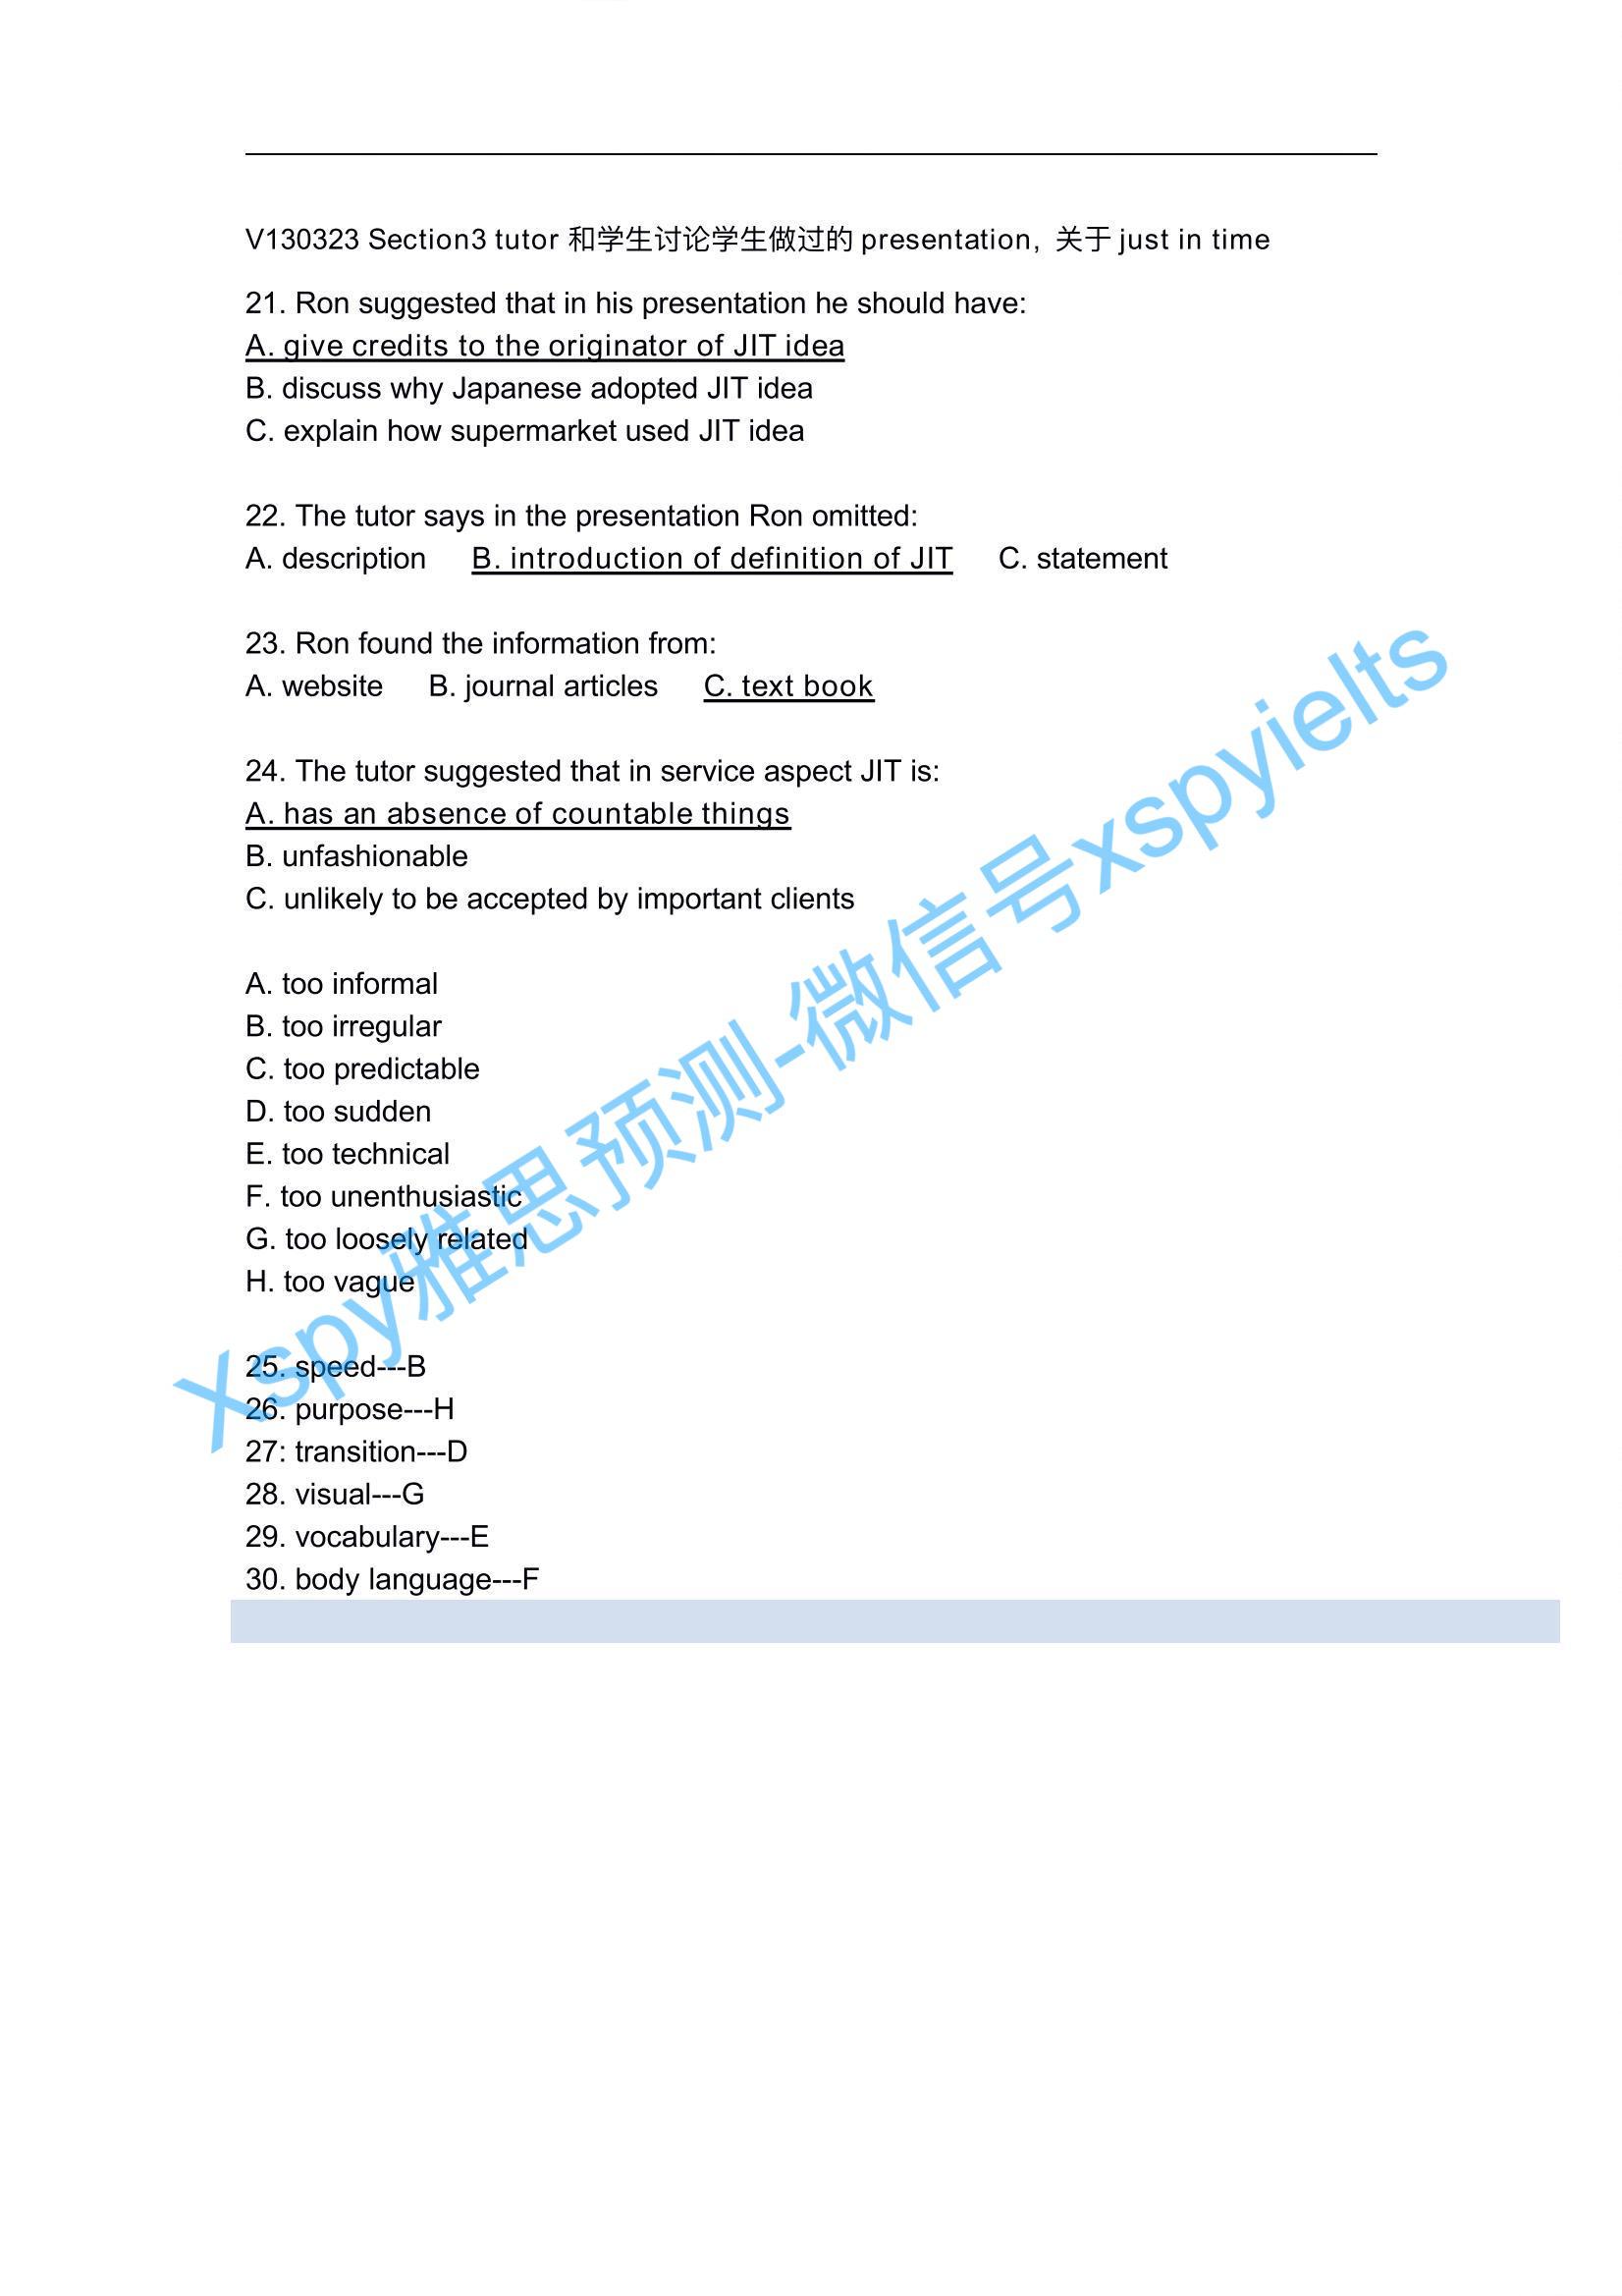 V130323 Section3 tutor 和学生讨论学生做过的 presentation, 关于 just in time
21. Ron suggested that in his presentation he should have:
A. give credits to the originator of JIT idea
B. discuss why Japanese adopted JIT idea
C. explain how supermarket used JIT idea
22. The tutor says in the presentation Ron omitted:
A. description B. introduction of definition of JIT C. statement
23. Ron found the information from:
A. website B. journal articles C. text book
24. The tutor suggested that in service aspect JIT is:
A. has an absence of countable things
B. unfashionable
C. unlikely to be accepted by important clients
A. too informal
B. too irregular
C. too predictable
D. too sudden
E. too technical
F. too unenthusiastic
G. too loosely related
H. too vague
25. speed---B
26. purpose---H
27: transition---D
28. visual---G
29. vocabulary---E
30. body language---F
Xspy雅思预测-微信号xspyielts